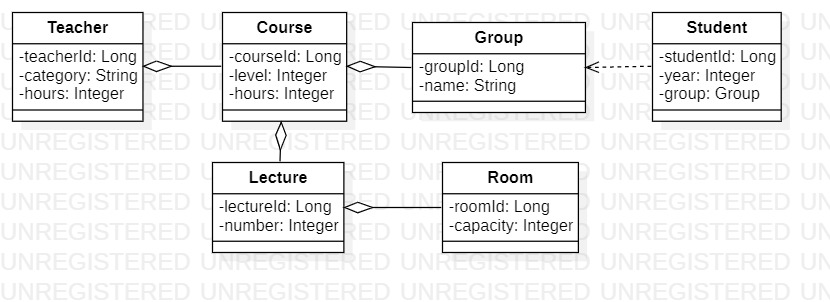 Teacher
-teacherId: Long
-category: String
-hours: Integer
Course
-courseId: Long
-level: Integer
-hours: Integer
Group
-groupId: Long
-name: String
Student
-studentId: Long
-year: Integer
-group: Group
Lecture
-lectureId: Long
-number: Integer
Room
-roomId: Long
-capacity: Integer
UNREGISTERED UNREGISTERED UNREGISTERED UNREGISTERED